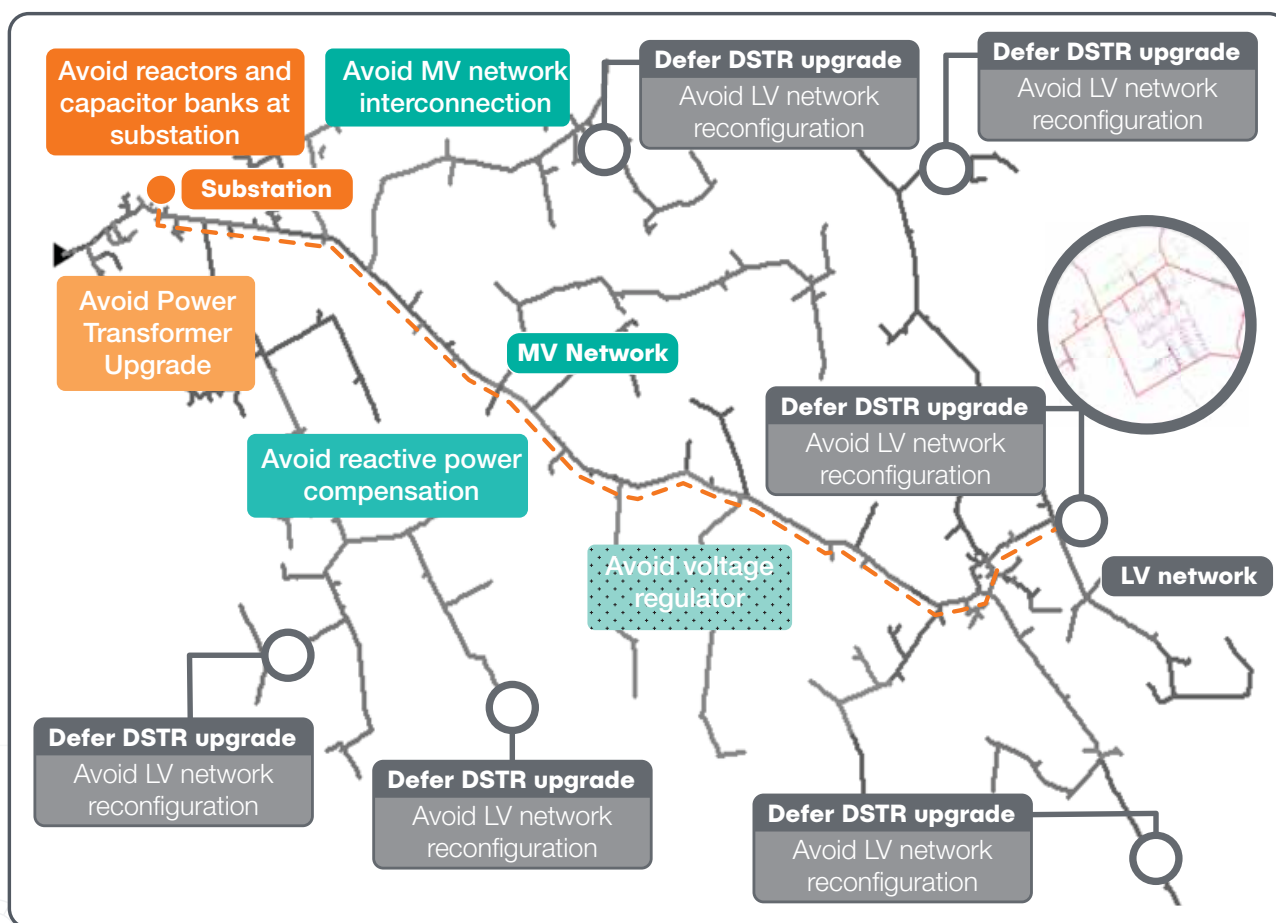 Avoid reactors and
capacitor banks at
substation
Avoid MV network
interconnection
Defer DSTR upgrade
Avoid LV network
reconfiguration
Defer DSTR upgrade
Avoid LV network
reconfiguration
Substation
Avoid Power
Transformer
Upgrade
MV Network
Defer DSTR upgrade
Avoid LV network
reconfiguration
Avoid reactive power
compensation
Avoid voltage
regulator
LV network
Defer DSTR upgrade
Avoid LV network
reconfiguration
Defer DSTR upgrade
Avoid LV network
reconfiguration
Defer DSTR upgrade
Avoid LV network
reconfiguration